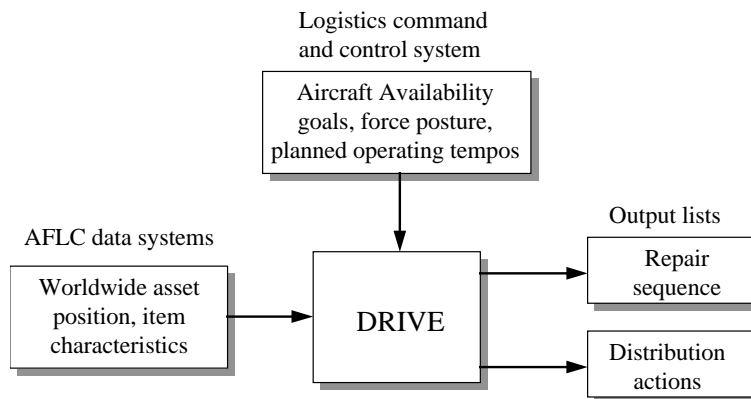 Logistics command
and control system
Aircraft Availability
goals, force posture,
planned operating tempos
AFLC data systems
Worldwide asset
position, item
characteristics
DRIVE
Output lists
Repair
sequence
Distribution
actions